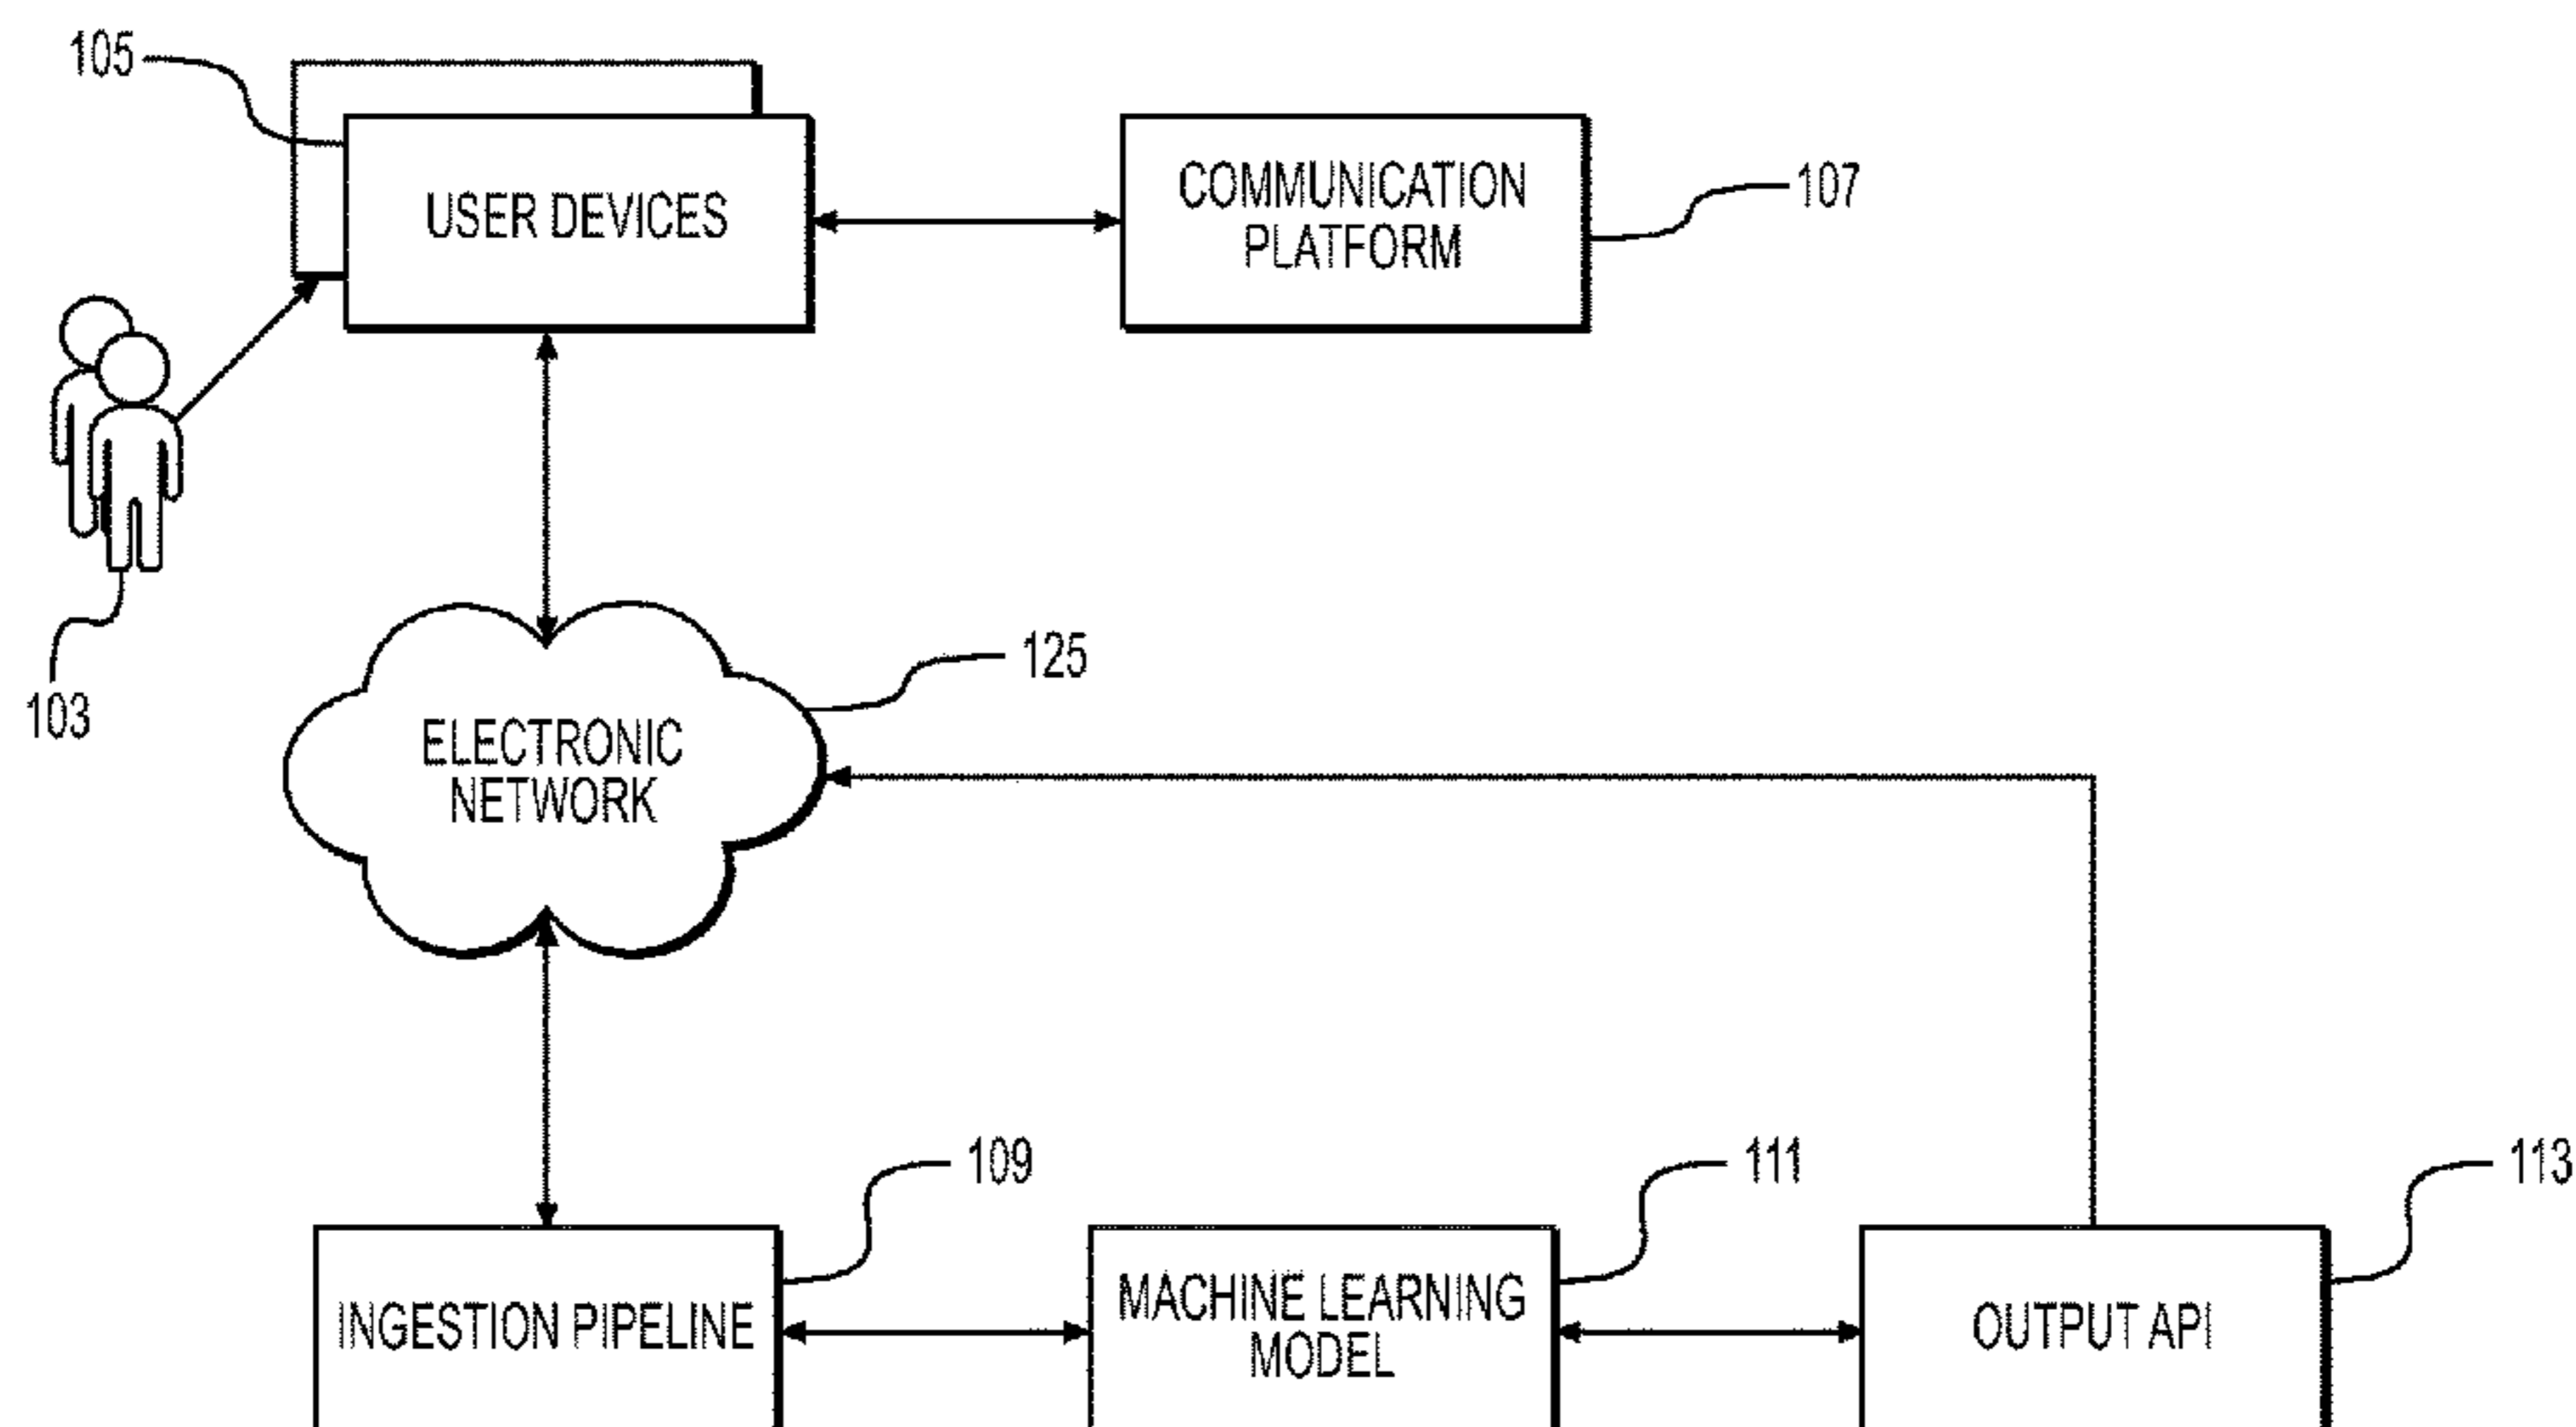 105
USER DEVICES
COMMUNICATION
PLATFORM
107
103
125
ELECTRONIC
NETWORK
109
111
113
INGESTION PIPELINE
MACHINE LEARNING
MODEL
OUTPUT API